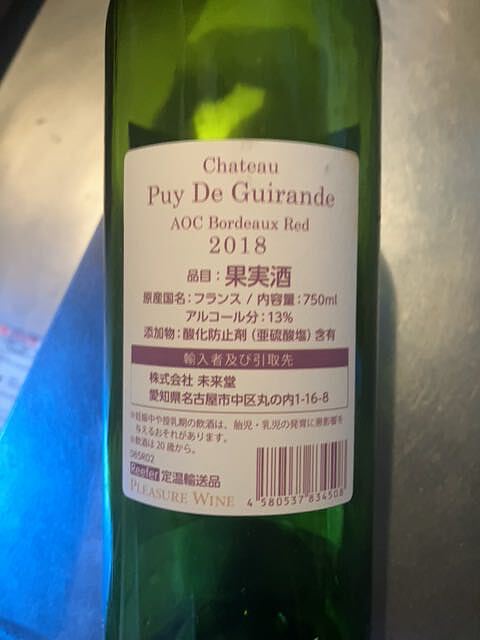 Chateau
Puy De Guirande
AOC Bordeaux Red
2018
品目：果実酒
原産国名：フランス / 内容量：750ml
アルコール分：13%
添加物：酸化防止剤（亜硫酸塩）含有
輸入者及び引取先
株式会社 未来堂
愛知県名古屋市中区丸の内1-16-8
※妊娠中や授乳期の飲酒は、胎児・乳児の発育に悪影響を
与えるおそれがあります。
※飲酒は20歳から。
D85R02
Reefer 定温輸送品
PLEASURE WINE
4 580537 834508